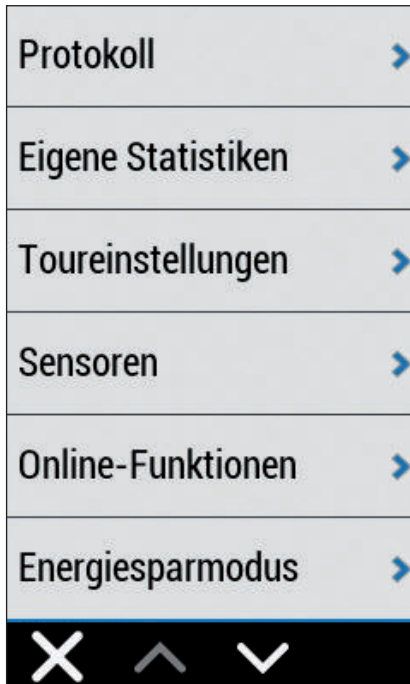 Protokoll
Eigene Statistiken
Toureinstellungen
Sensoren
Online-Funktionen
Energiesparmodus